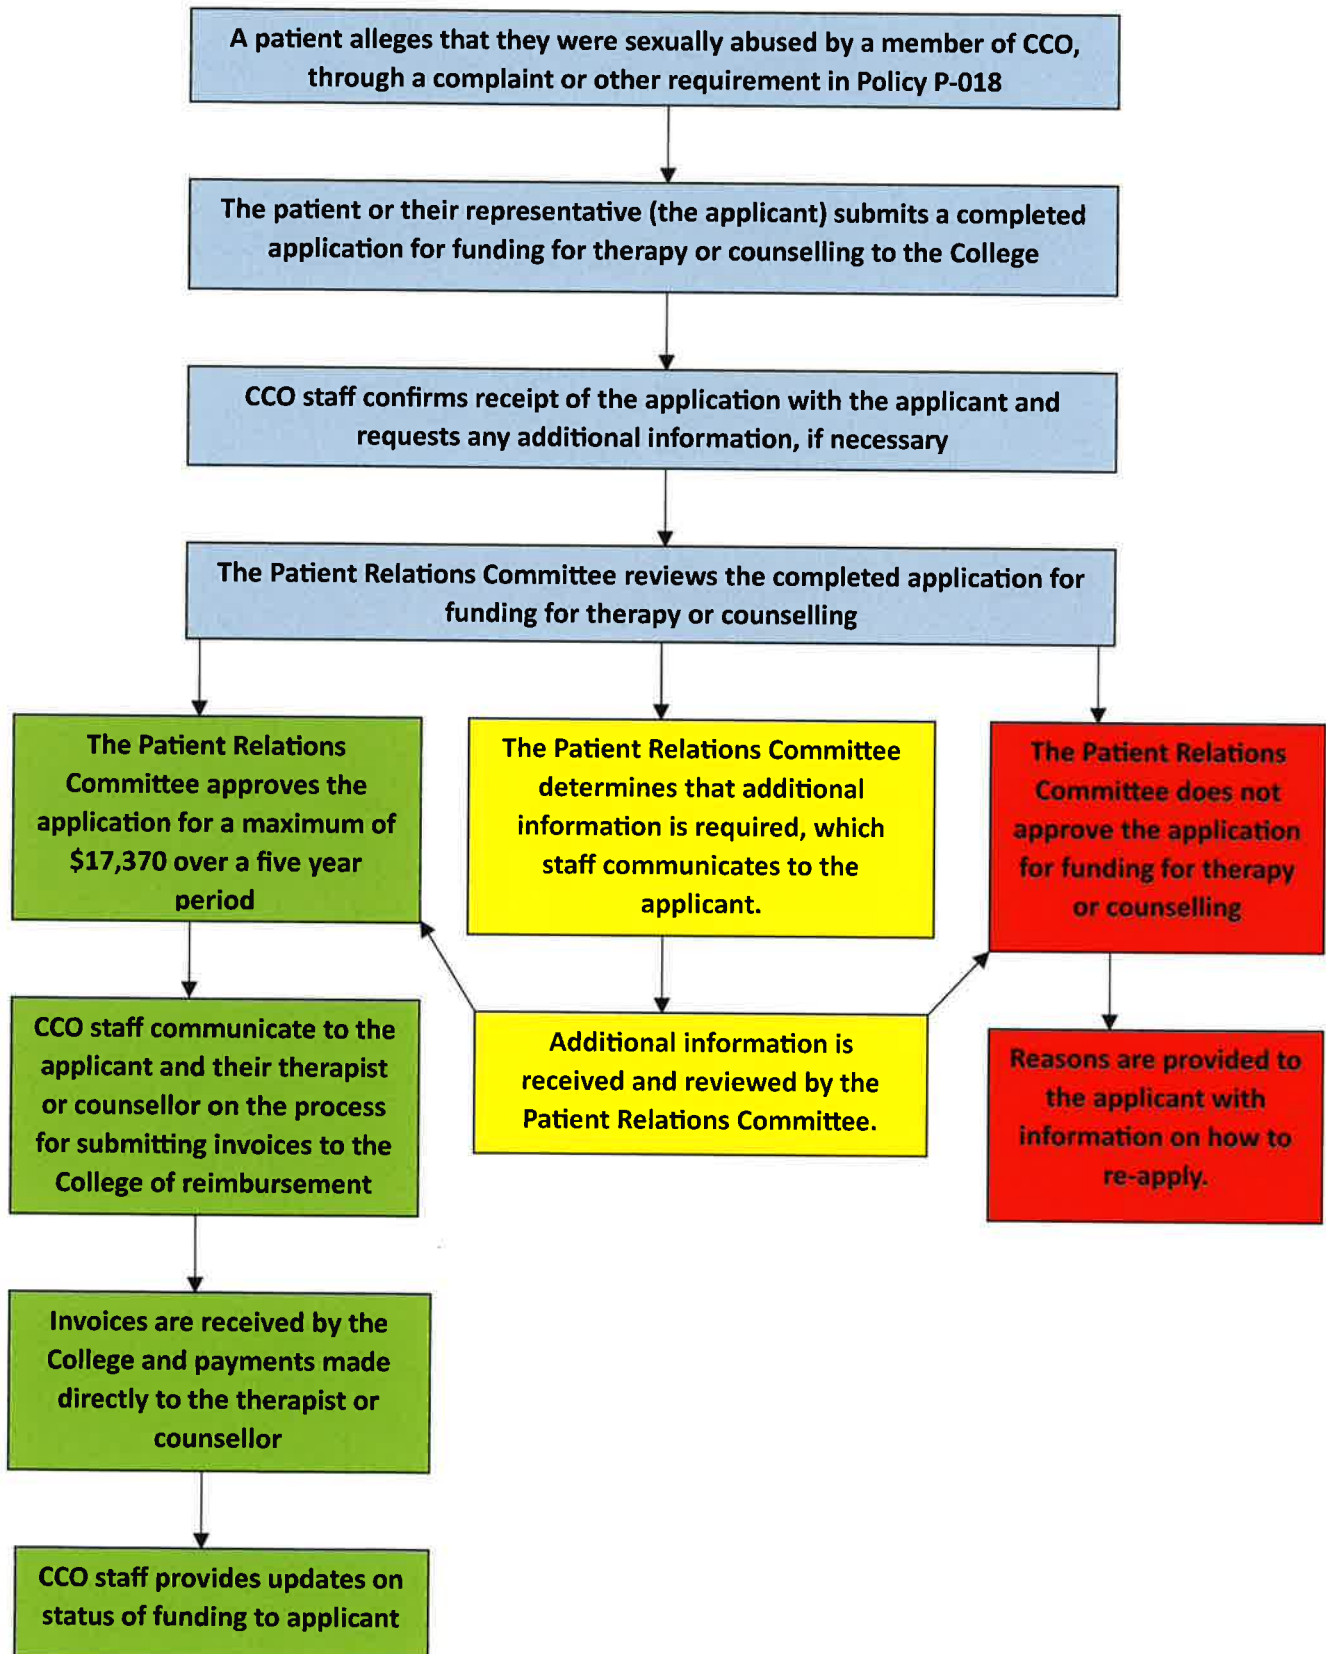 A patient alleges that they were sexually abused by a member of CCO,
through a complaint or other requirement in Policy P-018
The patient or their representative (the applicant) submits a completed
application for funding for therapy or counselling to the College
CCO staff confirms receipt of the application with the applicant and
requests any additional information, if necessary
The Patient Relations Committee reviews the completed application for
funding for therapy or counselling
The Patient Relations
Committee approves the
application for a maximum of
$17,370 over a five year
period
The Patient Relations Committee
determines that additional
information is required, which
staff communicates to the
applicant.
The Patient Relations
Committee does not
approve the application
for funding for therapy
or counselling
CCO staff communicate to the
applicant and their therapist
or counsellor on the process
for submitting invoices to the
College of reimbursement
Additional information is
received and reviewed by the
Patient Relations Committee.
Reasons are provided to
the applicant with
information on how to
re-apply.
Invoices are received by the
College and payments made
directly to the therapist or
counsellor
CCO staff provides updates on
status of funding to applicant